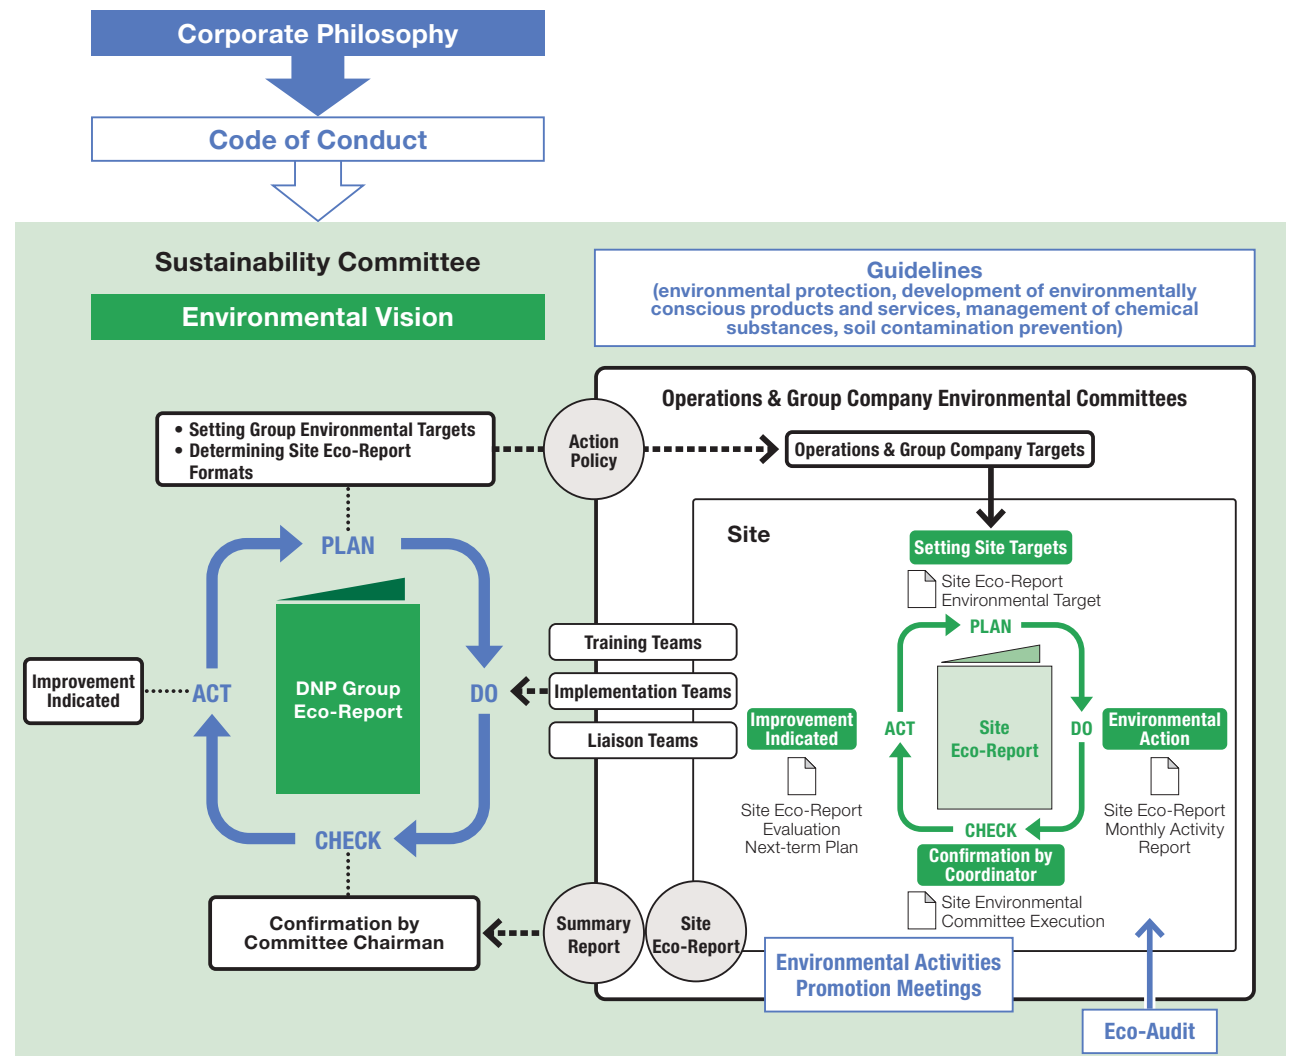 Corporate Philosophy
Code of Conduct
Sustainability Committee
Environmental Vision
Guidelines
(environmental protection, development of environmentally
conscious products and services, management of chemical
substances, soil contamination prevention)
Operations & Group Company Environmental Committees
• Setting Group Environmental Targets
• Determining Site Eco-Report
Formats
Action
Policy
Operations & Group Company Targets
Site
Setting Site Targets
Site Eco-Report
Environmental Target
PLAN
PLAN
DNP Group
Eco-Report
DO
ACT
Improvement
Indicated
Training Teams
Implementation Teams
Liaison Teams
Improvement
Indicated
ACT
Site
Eco-Report
DO
Environmental
Action
Site Eco-Report
Evaluation
Next-term Plan
Site Eco-Report
Monthly Activity
Report
CHECK
CHECK
Confirmation by
Coordinator
Site Environmental
Committee Execution
Confirmation by
Committee Chairman
Summary
Report
Site
Eco-Report
Environmental Activities
Promotion Meetings
Eco-Audit